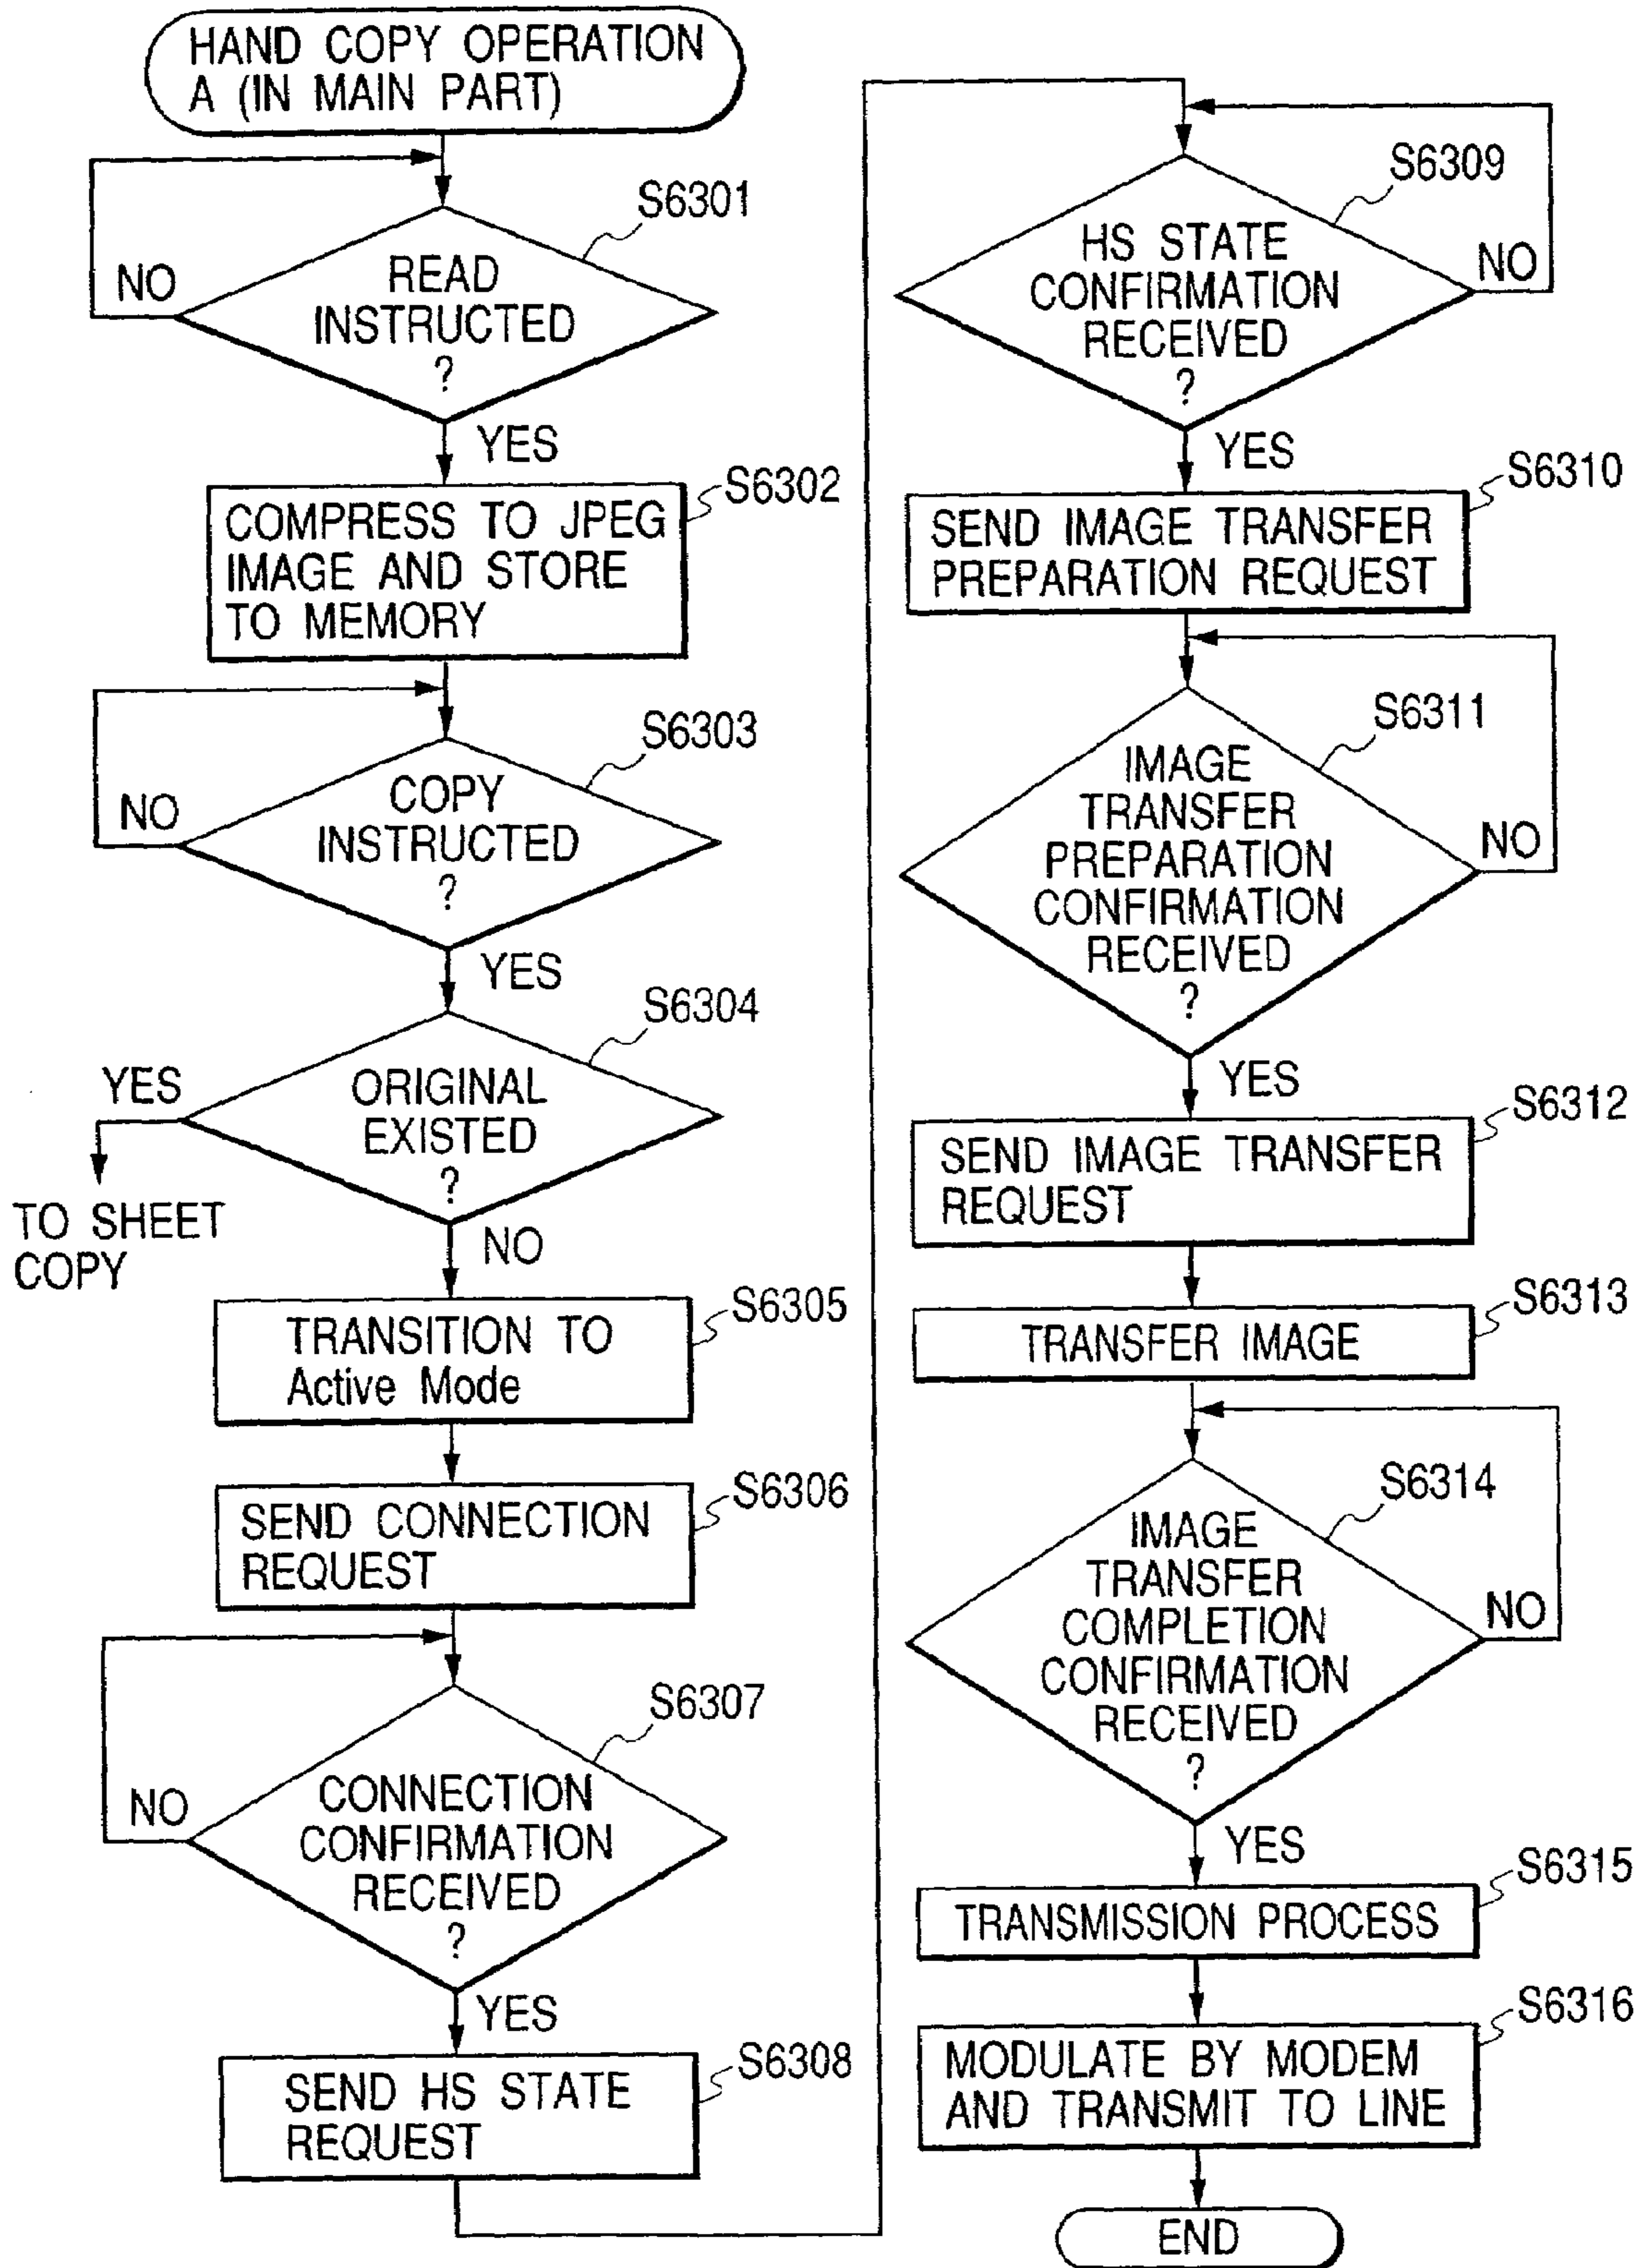 HAND COPY OPERATION
A (IN MAIN PART)
S6301
NO
READ
INSTRUCTED
?
YES
S6302
COMPRESS TO JPEG
IMAGE AND STORE
TO MEMORY
S6303
NO
COPY
INSTRUCTED
?
YES
S6304
YES
ORIGINAL
EXISTED
?
TO SHEET
COPY
NO
S6305
TRANSITION TO
Active Mode
S6306
SEND CONNECTION
REQUEST
S6307
NO
CONNECTION
CONFIRMATION
RECEIVED
?
YES
S6308
SEND HS STATE
REQUEST
S6309
HS STATE
CONFIRMATION
RECEIVED
?
NO
YES
S6310
SEND IMAGE TRANSFER
PREPARATION REQUEST
S6311
IMAGE
TRANSFER
PREPARATION
CONFIRMATION
RECEIVED
?
NO
YES
S6312
SEND IMAGE TRANSFER
REQUEST
S6313
TRANSFER IMAGE
S6314
IMAGE
TRANSFER
COMPLETION
CONFIRMATION
RECEIVED
?
NO
YES
S6315
TRANSMISSION PROCESS
S6316
MODULATE BY MODEM
AND TRANSMIT TO LINE
END